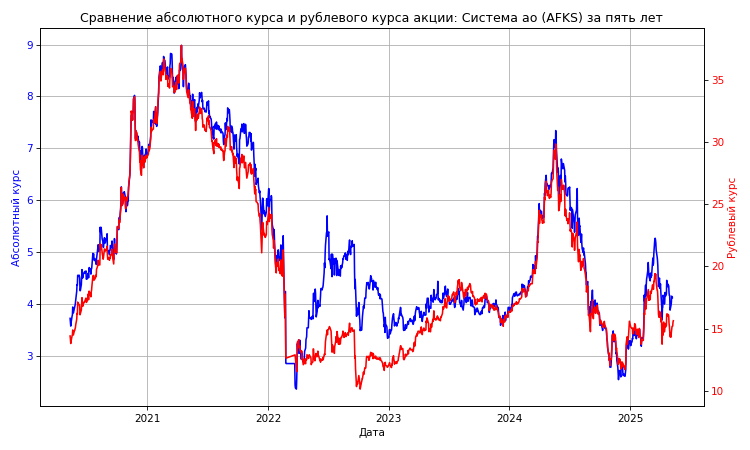 Сравнение абсолютного курса и рублевого курса акции: Система ао (AFKS) за пять лет
9
8
7
6
5
4
3
Абсолютный курс
35
30
25
20
15
10
Рублевый курс
2021 2022 2023 2024 2025
Дата